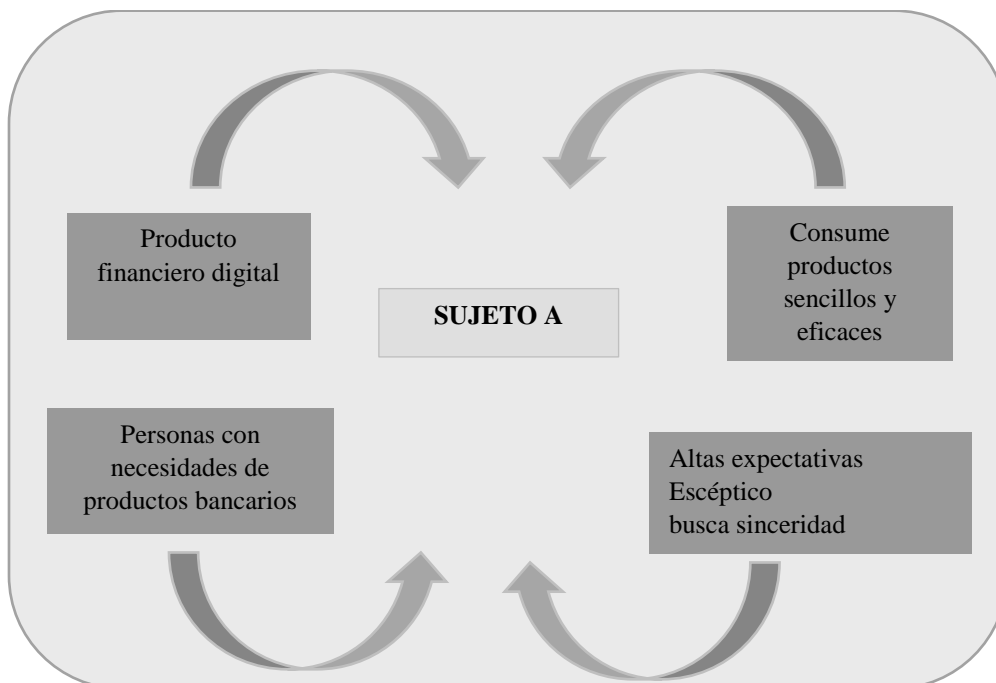 Producto
financiero digital
Consume
productos
sencillos y
eficaces
SUJETO A
Personas con
necesidades de
productos bancarios
Altas expectativas
Escéptico
busca sinceridad